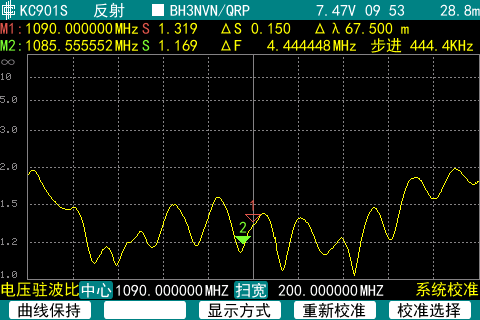 KC901S 反射 BH3NVN/QRP 7.47V 09 53 28.8m
M1:1090.000000MHz S 1.319 Δ S 0.150 Δ λ 67.500 m
M2:1085.555552MHz S 1.169 Δ F 4.444448MHz 步进 444.4KHz
∞
10
5.0
3.0
2.0
1.5
1
2
1.2
1.0
电压驻波比 中心 1090.000000MHZ 扫宽 200.000000MHZ 系统校准
曲线保持 显示方式 重新校准 校准选择